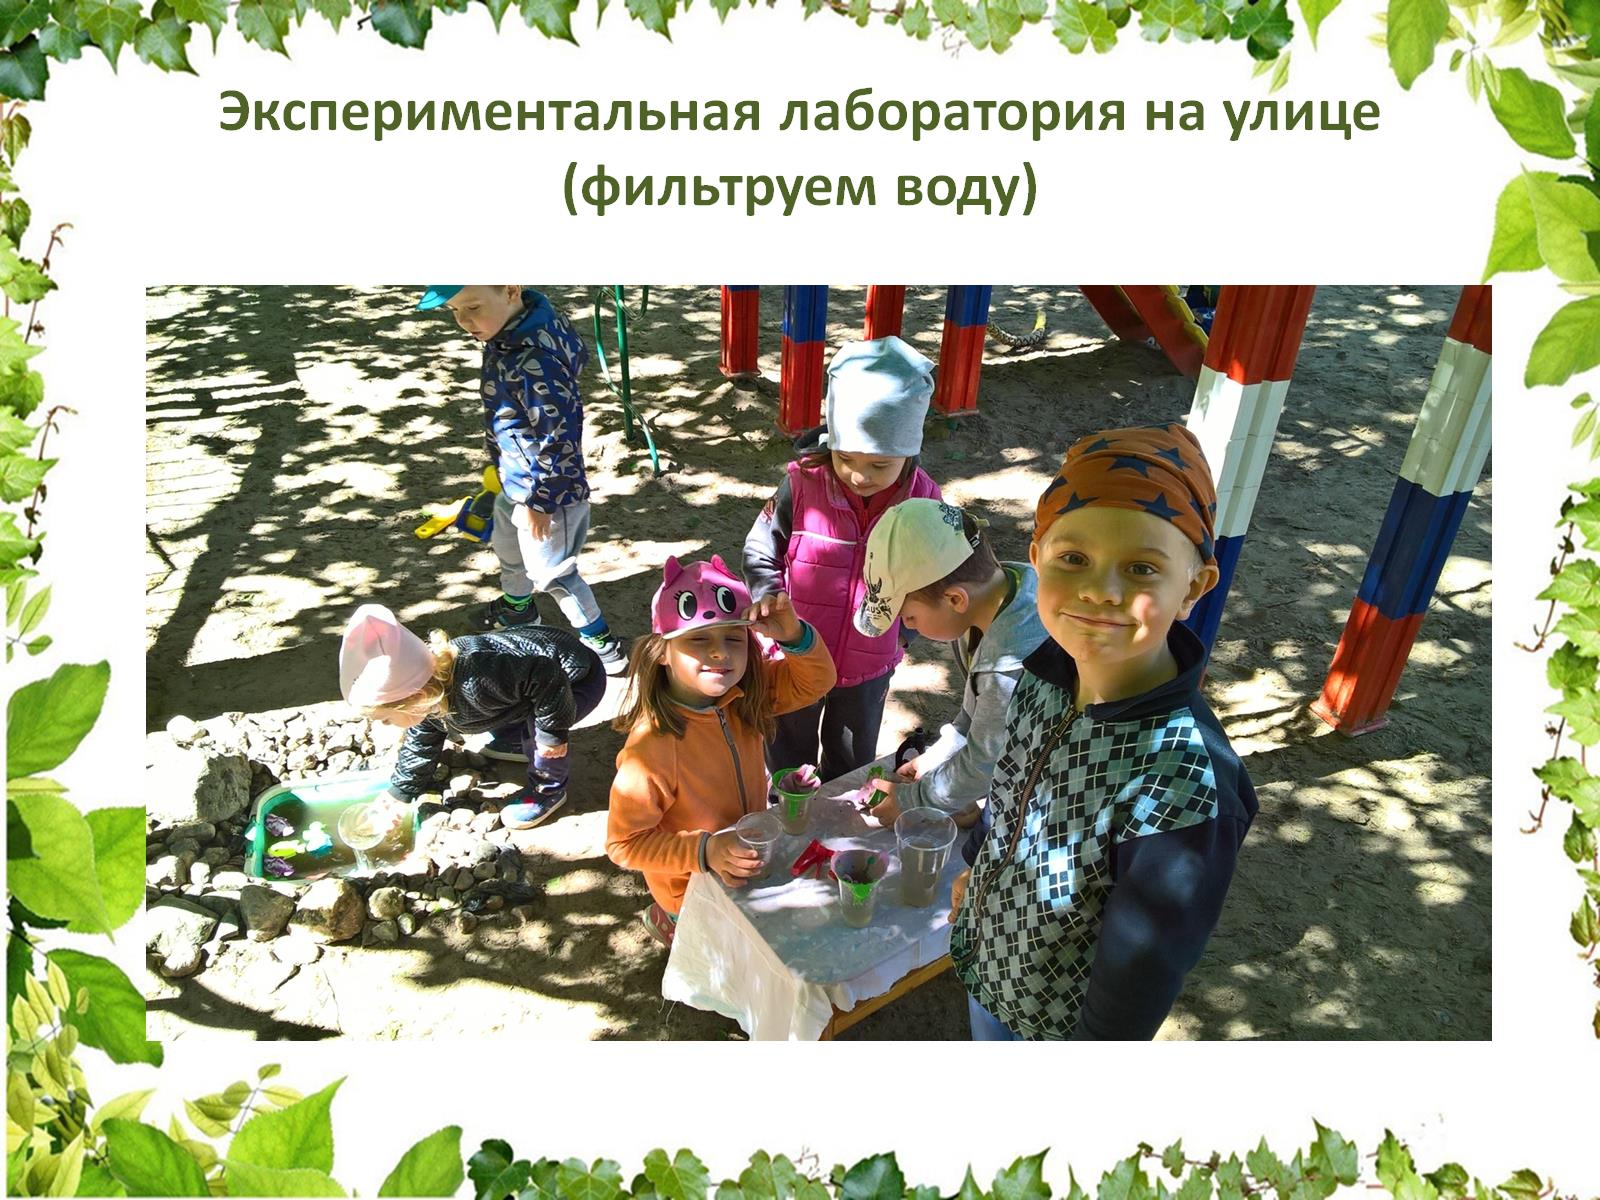 Экспериментальная лаборатория на улице
(фильтруем воду)